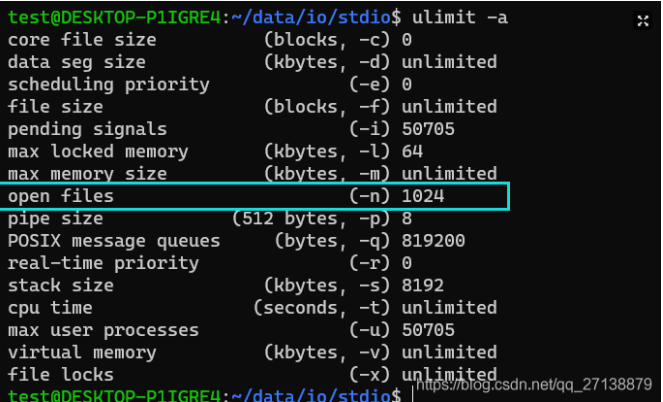 test@DESKTOP-P1IGRE4:~/data/io/stdio$ ulimit -a
core file size          (blocks, -c) 0
data seg size           (kbytes, -d) unlimited
scheduling priority             (-e) 0
file size               (blocks, -f) unlimited
pending signals                 (-i) 50705
max locked memory       (kbytes, -l) 64
max memory size         (kbytes, -m) unlimited
open files                      (-n) 1024
pipe size            (512 bytes, -p) 8
POSIX message queues     (bytes, -q) 819200
real-time priority              (-r) 0
stack size              (kbytes, -s) 8192
cpu time               (seconds, -t) unlimited
max user processes              (-u) 50705
virtual memory          (kbytes, -v) unlimited
file locks                      (-x) unlimited
test@DESKTOP-P1IGRE4:~/data/io/stdio$
https://blog.csdn.net/qq_27138879